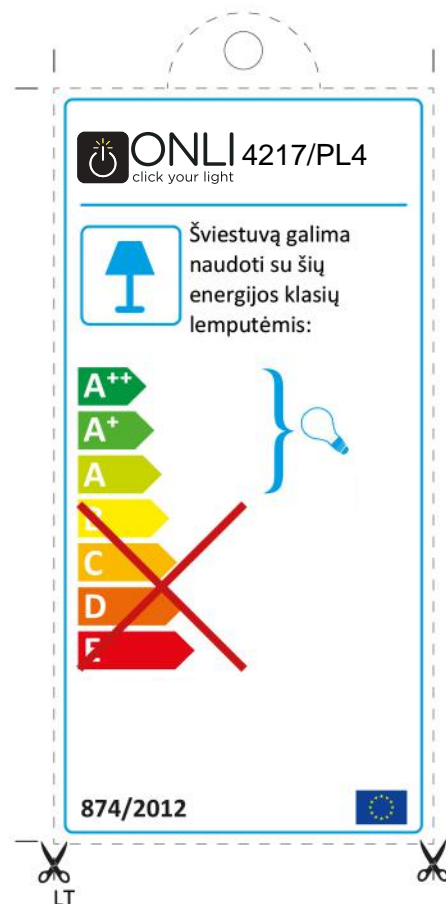 ONLI 4217/PL4
click your light
Šviestuvą galima
naudoti su šių
energijos klasių
lemputėmis:
A++
A+
A
B
C
D
E
874/2012
LT